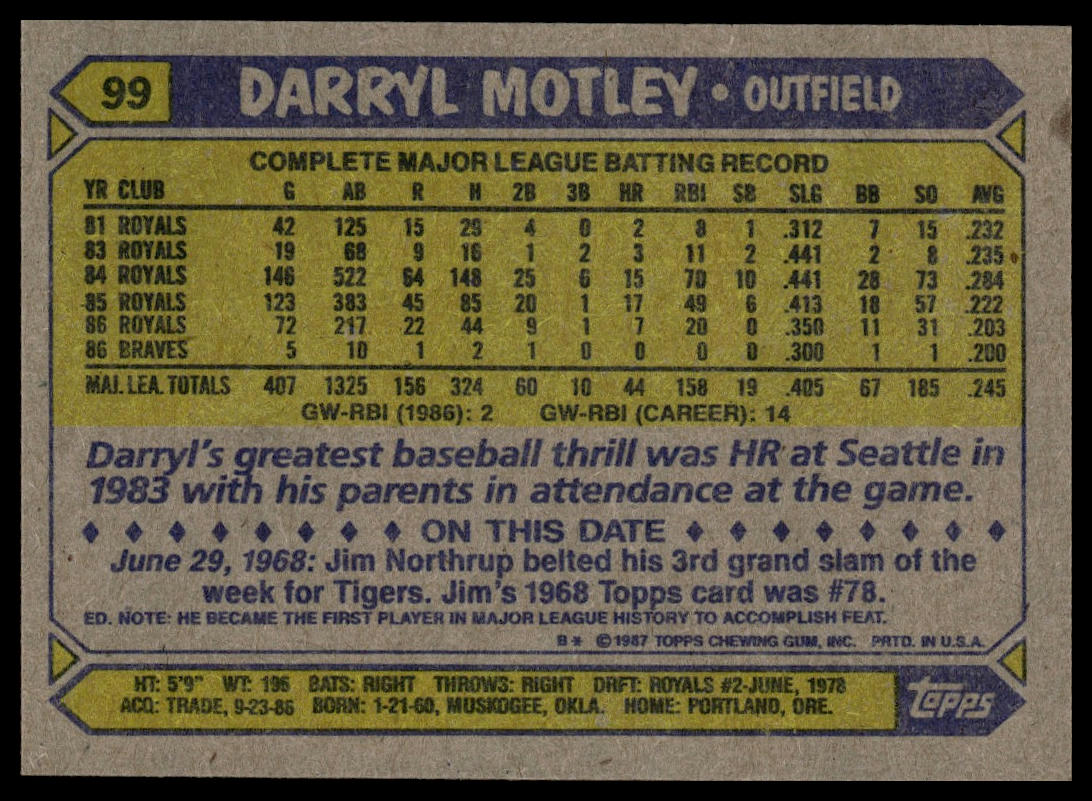 99 DARRYL MOTLEY • OUTFIELD
COMPLETE MAJOR LEAGUE BATTING RECORD
YR CLUB G AB R H 2B 3B HR RBI SB SLG BB SO AVG
81 ROYALS 42 125 15 29 4 0 2 8 1 .312 7 15 .232
83 ROYALS 19 68 9 16 1 2 3 11 2 .441 2 8 .235
84 ROYALS 146 522 64 148 25 6 15 70 10 .441 28 73 .284
85 ROYALS 123 383 45 85 20 1 17 49 6 .413 18 57 .222
86 ROYALS 72 217 22 44 9 1 7 20 0 .350 11 31 .203
86 BRAVES 5 10 1 2 1 0 0 0 0 .300 1 1 .200
MAJ. LEA. TOTALS 407 1325 156 324 60 10 44 158 19 .405 67 185 .245
GW-RBI (1986): 2 GW-RBI (CAREER): 14
Darryl's greatest baseball thrill was HR at Seattle in
1983 with his parents in attendance at the game.
♦ ♦ ♦ ♦ ♦ ♦ ♦ ♦ ON THIS DATE ♦ ♦ ♦ ♦ ♦ ♦ ♦ ♦
June 29, 1968: Jim Northrup belted his 3rd grand slam of the
week for Tigers. Jim's 1968 Topps card was #78.
ED. NOTE: HE BECAME THE FIRST PLAYER IN MAJOR LEAGUE HISTORY TO ACCOMPLISH FEAT.
B* ©1987 TOPPS CHEWING GUM, INC. PRTD. IN U.S.A.
HT: 5'9" WT: 196 BATS: RIGHT THROWS: RIGHT DRFT: ROYALS #2-JUNE, 1978
ACQ: TRADE, 9-23-86 BORN: 1-21-60, MUSKOGEE, OKLA. HOME: PORTLAND, ORE.
topps